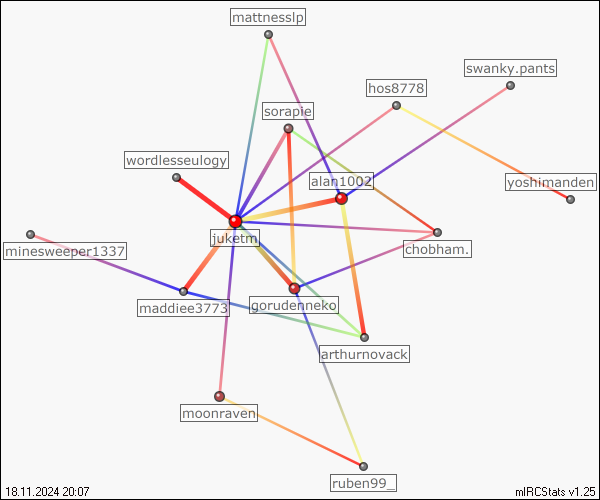 mattnesslp
swanky.pants
hos8778
sorapie
wordlesseulogy
alan1002
yoshimanden
juketm
chobham.
minesweeper1337
maddiee3773
gorudenneko
arthurnovack
moonraven
ruben99_
18.11.2024 20:07
mIRCStats v1.25